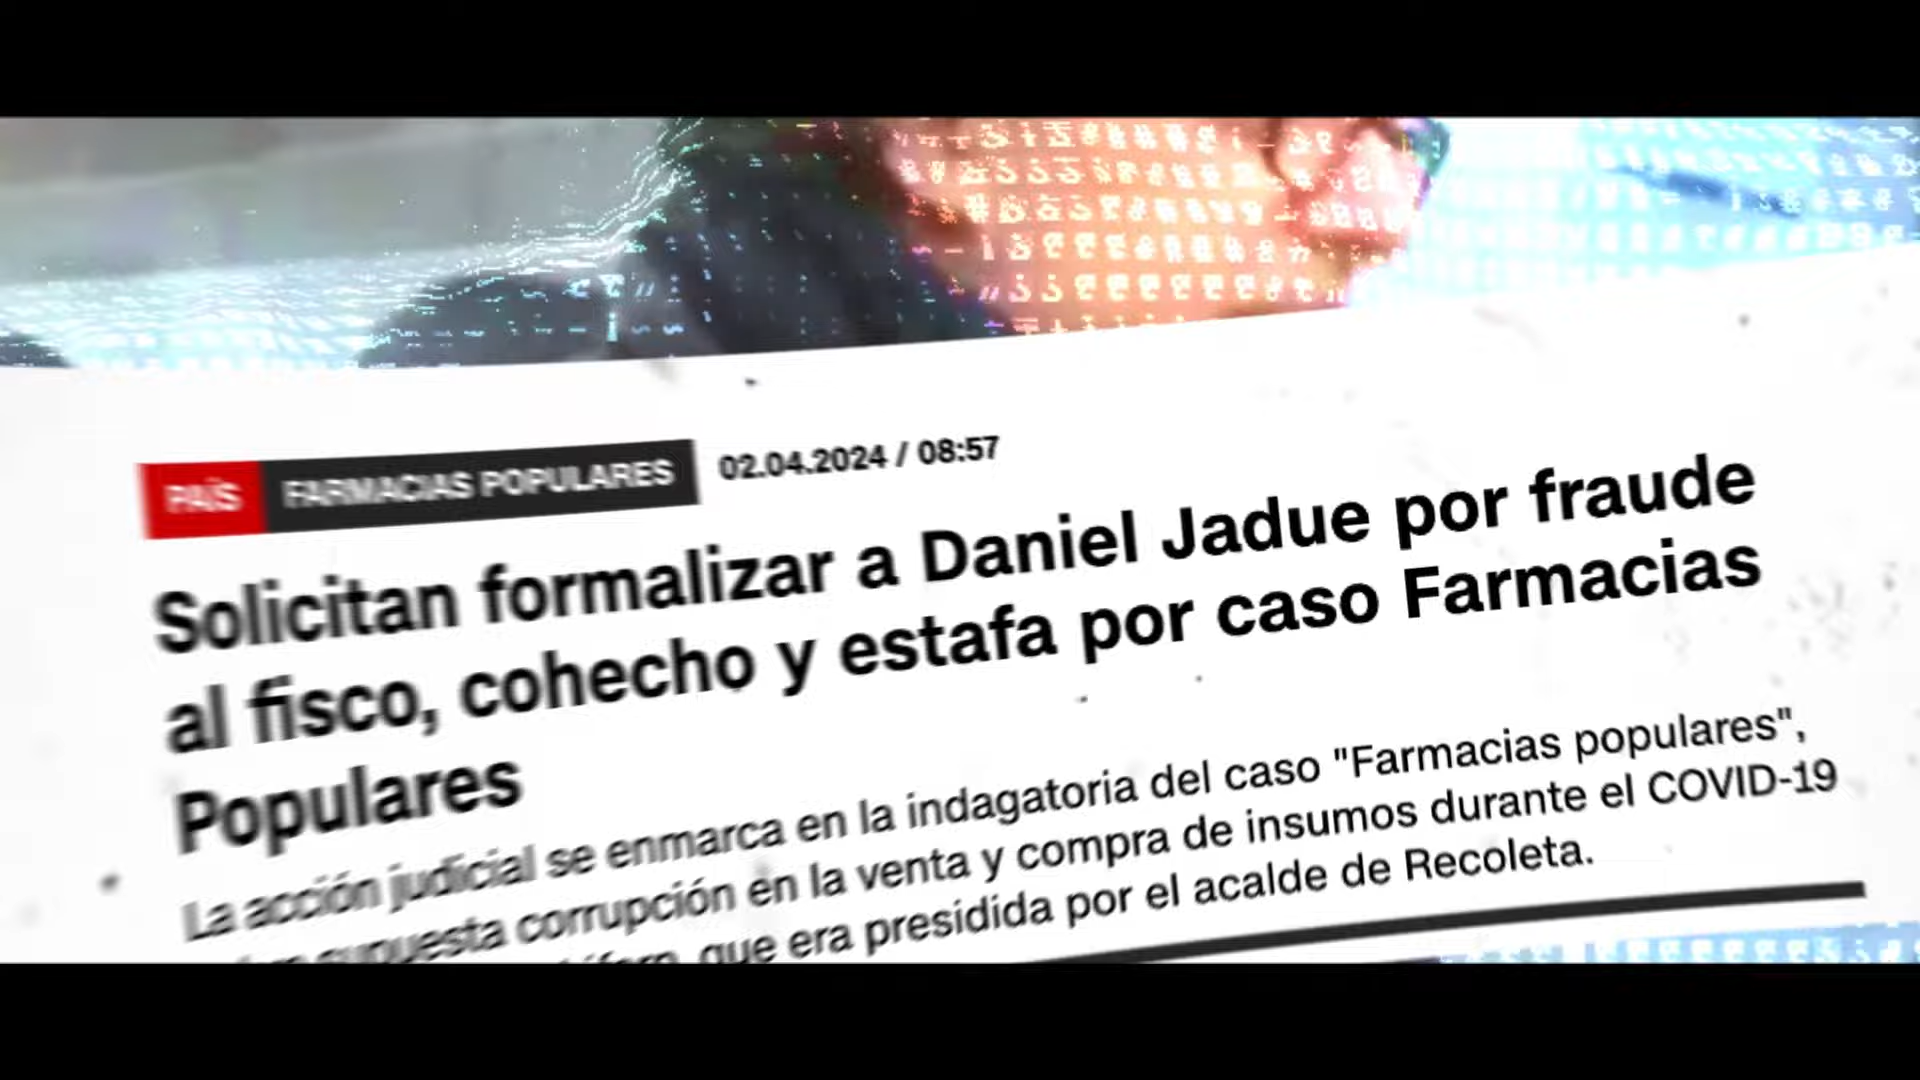 PAÍS FARMACIAS POPULARES 02.04.2024 / 08:57
Solicitan formalizar a Daniel Jadue por fraude
al fisco, cohecho y estafa por caso Farmacias
Populares
La acción judicial se enmarca en la indagatoria del caso "Farmacias populares",
supuesta corrupción en la venta y compra de insumos durante el COVID-19
que era presidida por el acalde de Recoleta.